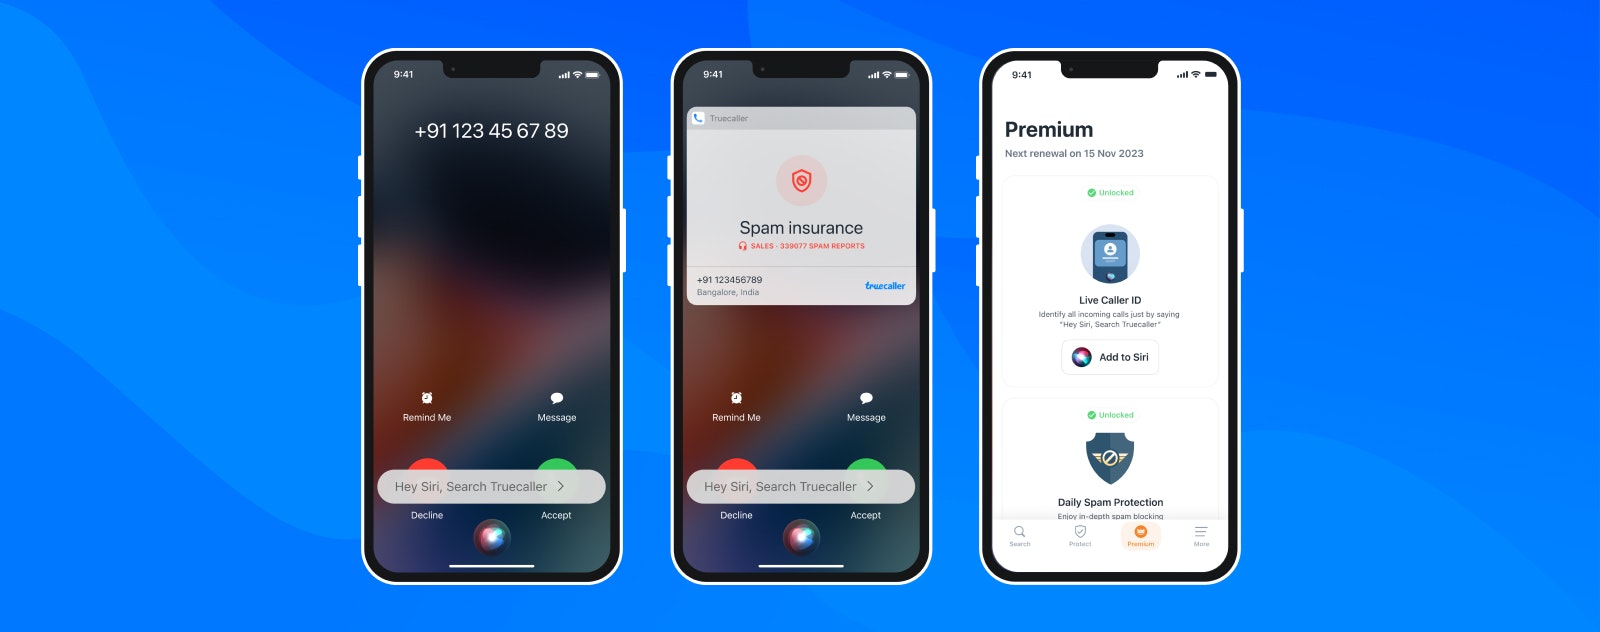 9:41
+91 123 45 67 89
Remind Me
Message
Hey Siri, Search Truecaller
Decline
Accept
9:41
Truecaller
Spam insurance
SALES · 339077 SPAM REPORTS
+91 123456789
Bangalore, India
truecaller
Remind Me
Message
Hey Siri, Search Truecaller
Decline
Accept
9:41
Premium
Next renewal on 15 Nov 2023
Unlocked
Live Caller ID
Identify all incoming calls just by saying
"Hey Siri, Search Truecaller"
Add to Siri
Unlocked
Daily Spam Protection
Enjoy in-depth spam blocking
Search
Protect
Premium
More